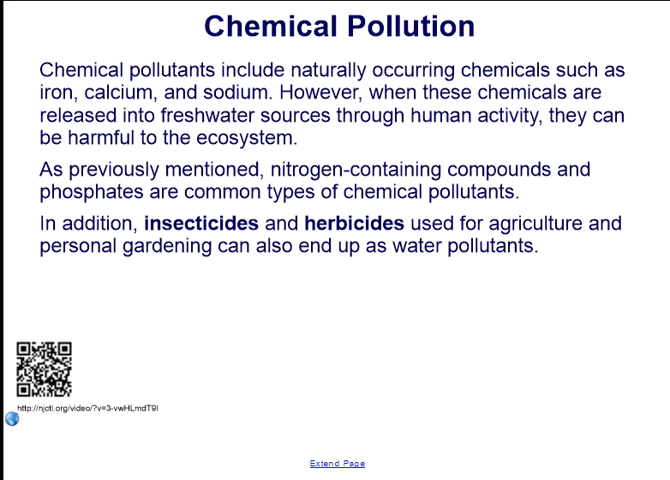 Chemical Pollution
Chemical pollutants include naturally occurring chemicals such as
iron, calcium, and sodium. However, when these chemicals are
released into freshwater sources through human activity, they can
be harmful to the ecosystem.
As previously mentioned, nitrogen-containing compounds and
phosphates are common types of chemical pollutants.
In addition, insecticides and herbicides used for agriculture and
personal gardening can also end up as water pollutants.
http://njctl.org/video/?v=3-vwHLmdT9I
Extend Page